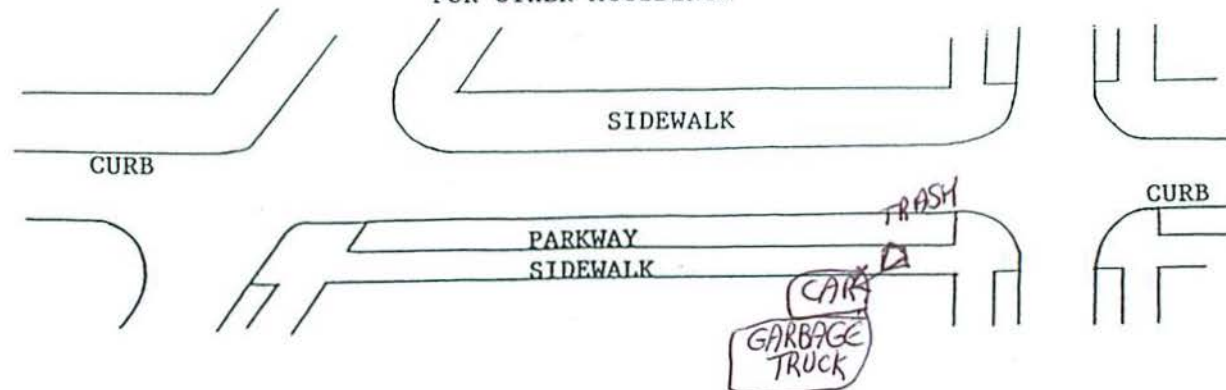 SIDEWALK
CURB
CURB
TRASH
PARKWAY
SIDEWALK
CAR
GARBAGE
TRUCK